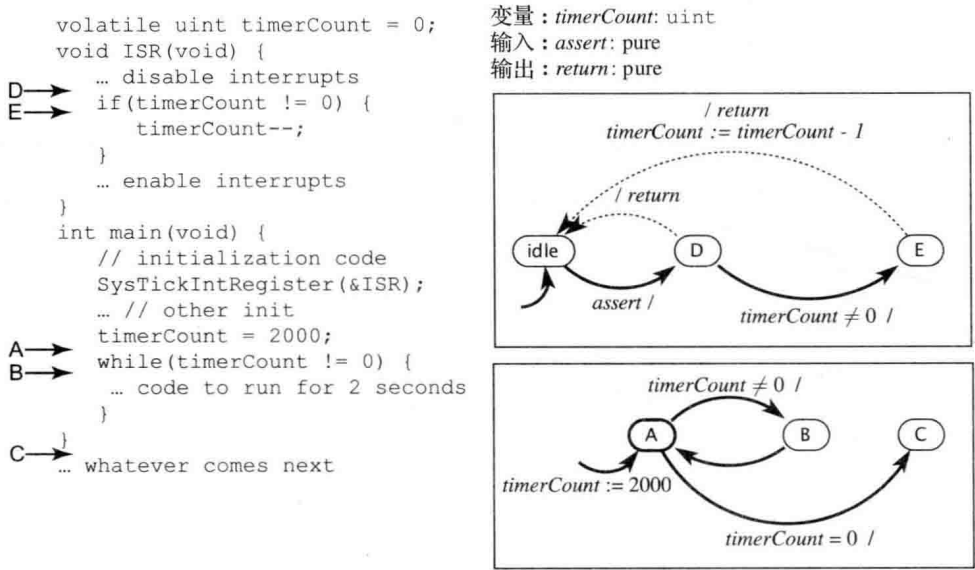 volatile uint timerCount = 0;
void ISR(void) {
… disable interrupts
D
E
if(timerCount != 0) {
timerCount--;
}
… enable interrupts
}
int main(void) {
// initialization code
SysTickIntRegister(&ISR);
… // other init
timerCount = 2000;
A
B
while(timerCount != 0) {
… code to run for 2 seconds
}
C
}
… whatever comes next
变量：timerCount: uint
输入：assert: pure
输出：return: pure
/ return
timerCount := timerCount - 1
/ return
idle
D
E
assert /
timerCount ≠ 0 /
timerCount ≠ 0 /
A
B
C
timerCount := 2000
timerCount = 0 /